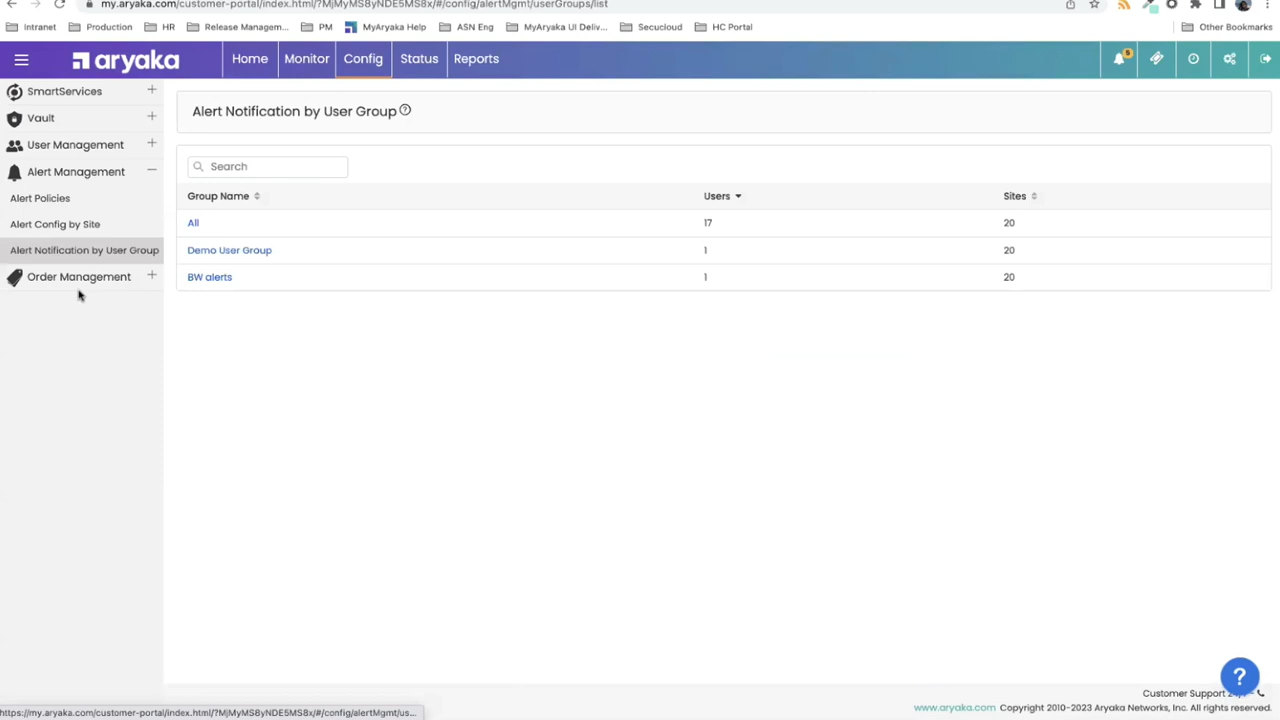 my.aryaka.com/customer-portal/index.html/?MjMyMS8yNDE5MS8x/#/config/alertMgmt/userGroups/list
Intranet Production HR Release Managem... PM MyAryaka Help ASN Eng MyAryaka UI Deliv... Secucloud HC Portal Other Bookmarks
aryaka Home Monitor Config Status Reports
SmartServices
Vault
User Management
Alert Management
Alert Policies
Alert Config by Site
Alert Notification by User Group
Order Management
Alert Notification by User Group
Search
Group Name Users Sites
All 17 20
Demo User Group 1 20
BW alerts 1 20
Customer Support
www.aryaka.com Copyright 2010-2023 Aryaka Networks, Inc. All rights reserved.
https://my.aryaka.com/customer-portal/index.html/?MjMyMS8yNDE5MS8x/#/config/alertMgmt/us...